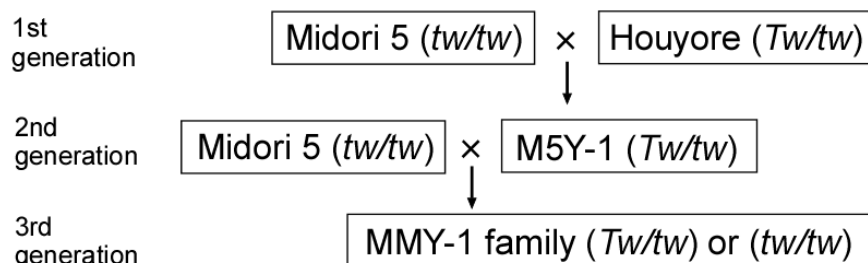 1st
generation
Midori 5 (tw/tw) × Houyore (Tw/tw)
2nd
generation
Midori 5 (tw/tw) × M5Y-1 (Tw/tw)
3rd
generation
MMY-1 family (Tw/tw) or (tw/tw)